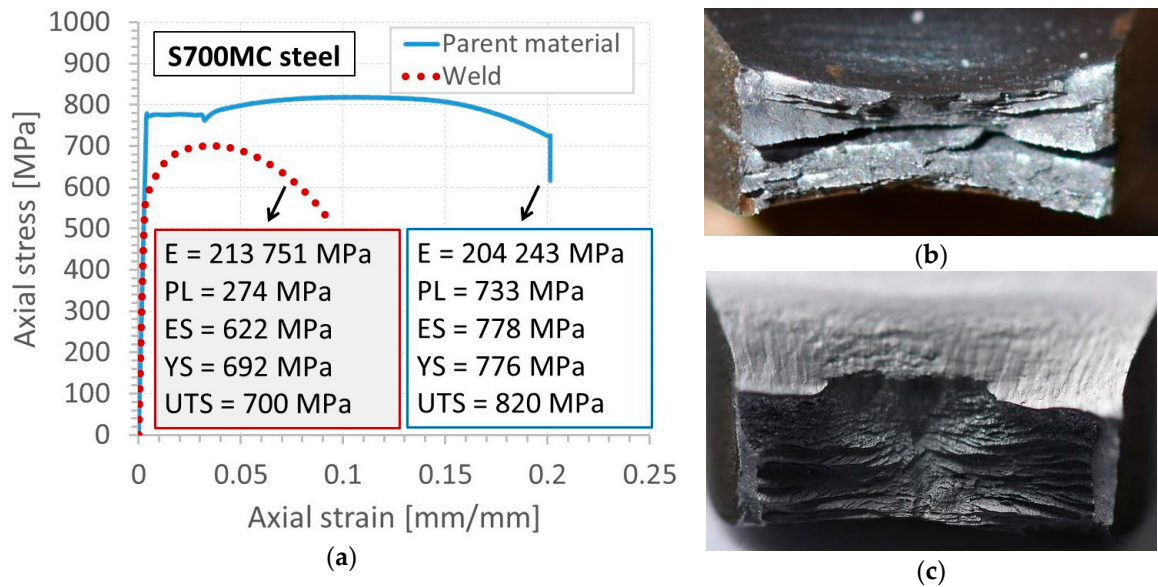 1000
900
800
700
600
500
400
300
200
100
0
Axial stress [MPa]
S700MC steel
Parent material
Weld
E = 213 751 MPa
PL = 274 MPa
ES = 622 MPa
YS = 692 MPa
UTS = 700 MPa
E = 204 243 MPa
PL = 733 MPa
ES = 778 MPa
YS = 776 MPa
UTS = 820 MPa
0 0.05 0.1 0.15 0.2 0.25
Axial strain [mm/mm]
(a)
(b)
(c)